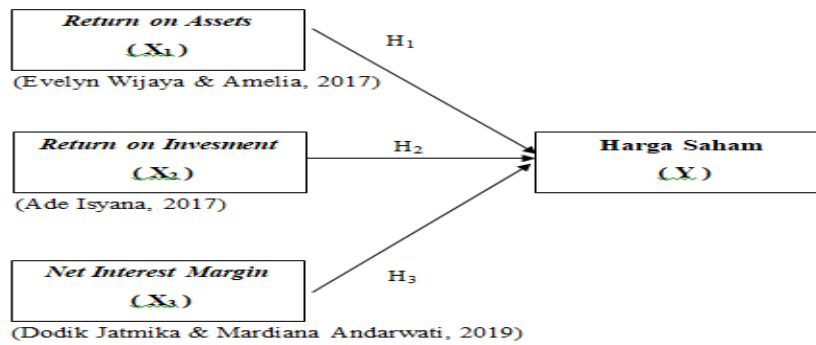 Return on Assets
(X₁)
(Evelyn Wijaya & Amelia, 2017)
H₁
Return on Invesment
(X₂)
(Ade Isyana, 2017)
H₂
Harga Saham
(Y)
Net Interest Margin
(X₃)
(Dodik Jatmika & Mardiana Andarwati, 2019)
H₃